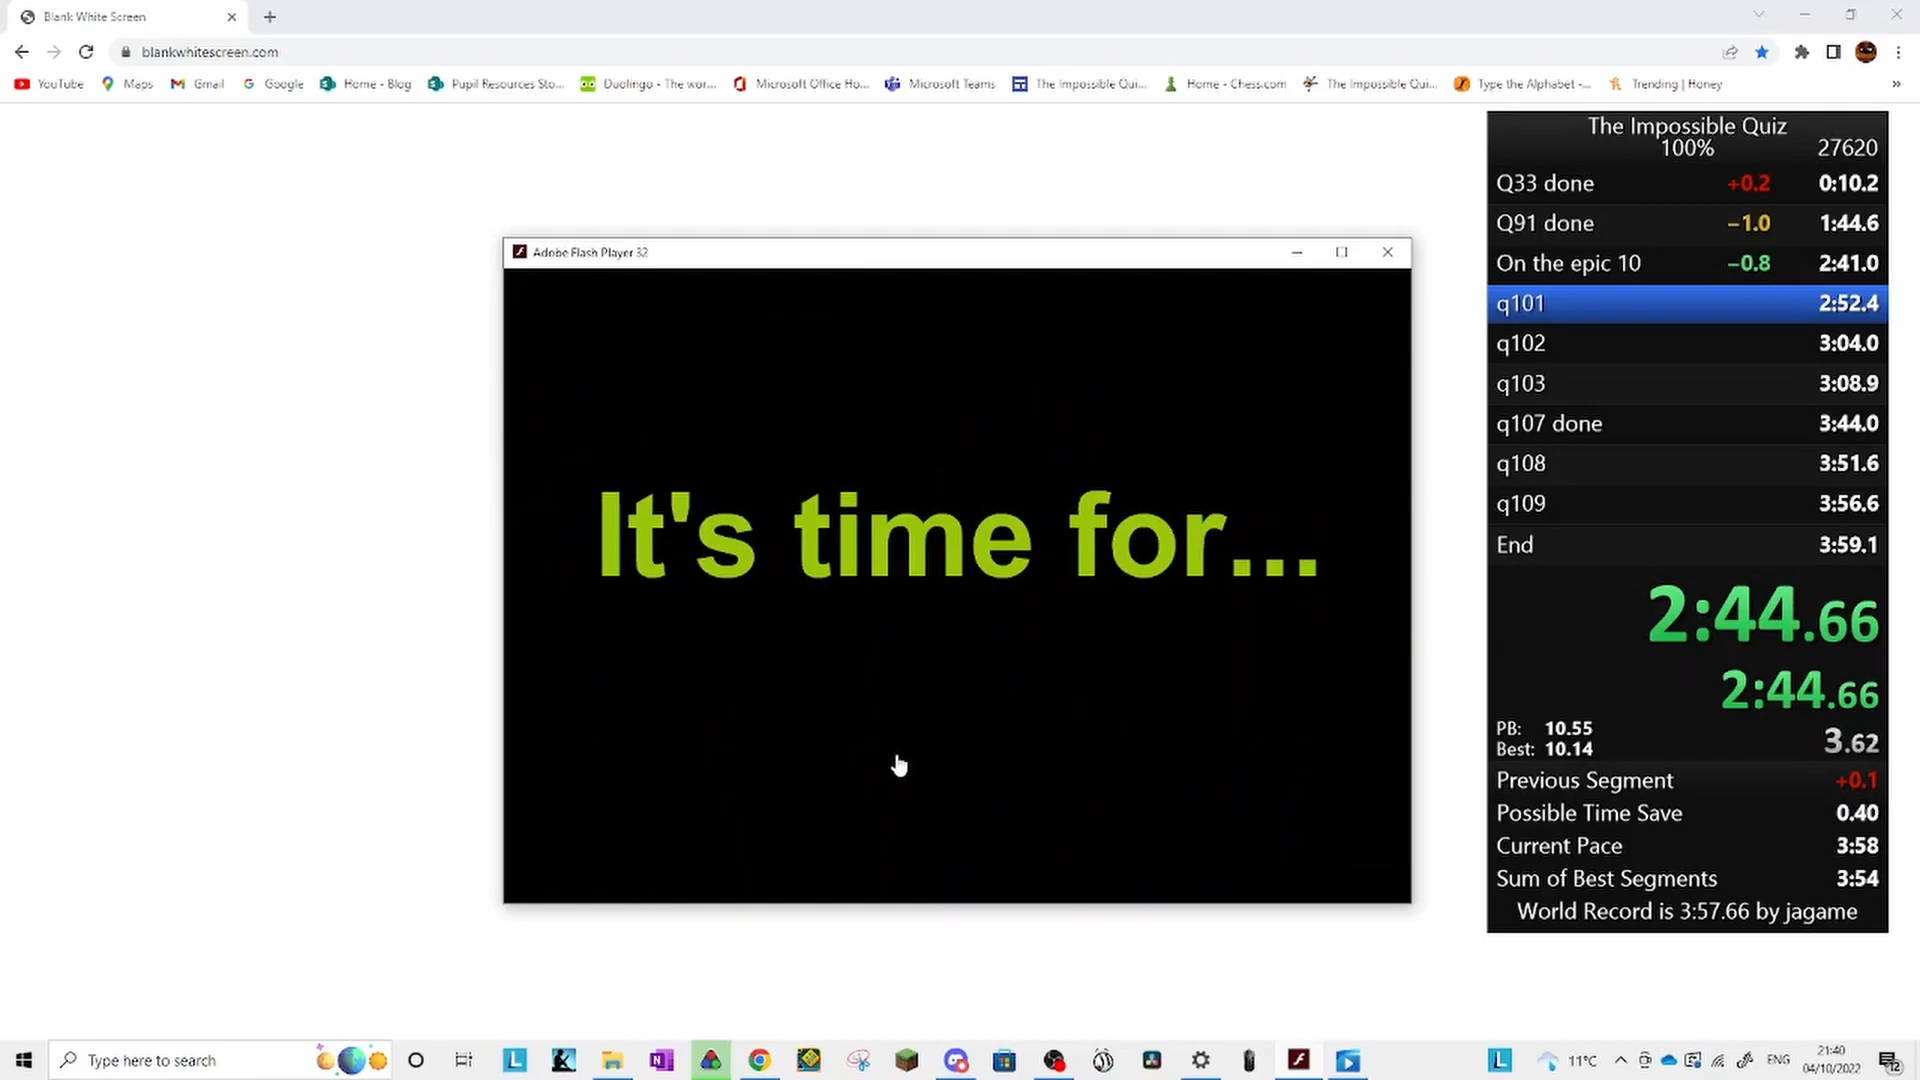 Blank White Screen
blankwhitescreen.com
YouTube
Maps
Gmail
Google
Home - Blog
Pupil Resources Sto...
Duolingo - The wor...
Microsoft Office Ho...
Microsoft Teams
The Impossible Qui...
Home - Chess.com
The Impossible Qui...
Type the Alphabet -...
Trending | Honey
Adobe Flash Player 32
It's time for...
The Impossible Quiz
100% 27620
Q33 done +0.2 0:10.2
Q91 done −1.0 1:44.6
On the epic 10 −0.8 2:41.0
q101 2:52.4
q102 3:04.0
q103 3:08.9
q107 done 3:44.0
q108 3:51.6
q109 3:56.6
End 3:59.1
2:44.66
2:44.66
PB: 10.55
Best: 10.14
3.62
Previous Segment +0.1
Possible Time Save 0.40
Current Pace 3:58
Sum of Best Segments 3:54
World Record is 3:57.66 by jagame
Type here to search
11°C
ENG
21:40
04/10/2022
12